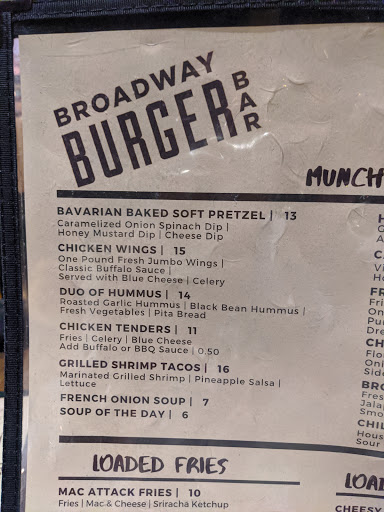 BROADWAY
BURGER BAR
MUNCH
BAVARIAN BAKED SOFT PRETZEL | 13
Caramelized Onion Spinach Dip |
Honey Mustard Dip | Cheese Dip
CHICKEN WINGS | 15
One Pound Fresh Jumbo Wings |
Classic Buffalo Sauce |
Served with Blue Cheese | Celery
DUO OF HUMMUS | 14
Roasted Garlic Hummus | Black Bean Hummus |
Fresh Vegetables | Pita Bread
CHICKEN TENDERS | 11
Fries | Celery | Blue Cheese
Add Buffalo or BBQ Sauce | 0.50
GRILLED SHRIMP TACOS | 16
Marinated Grilled Shrimp | Pineapple Salsa |
Lettuce
FRENCH ONION SOUP | 7
SOUP OF THE DAY | 6
LOADED FRIES
MAC ATTACK FRIES | 10
Fries | Mac & Cheese | Sriracha Ketchup
LOAD
CHEESY